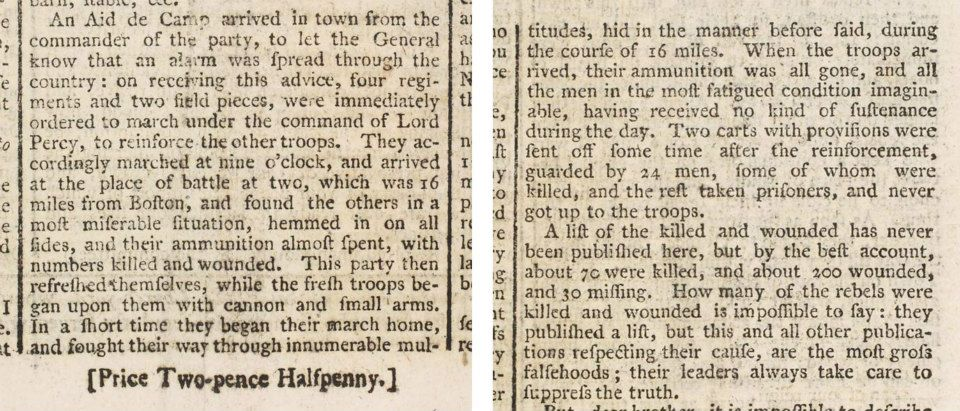 An Aid de Camp arrived in town from the
commander of the party, to let the General
know that an alarm was ſpread through the
country: on receiving this advice, four regi-
ments and two field pieces, were immediately
ordered to march under the command of Lord
Percy, to reinforce the other troops. They ac-
cordingly marched at nine o'clock, and arrived
at the place of battle at two, which was 16
miles from Boſton, and found the others in a
moſt miſerable ſituation, hemmed in on all
ſides, and their ammunition almoſt ſpent, with
numbers killed and wounded. This party then
refreſhed themſelves, while the freſh troops be-
gan upon them with cannon and ſmall arms.
In a ſhort time they began their march home,
and fought their way through innumerable mul-
[Price Two-pence Halfpenny.]
titudes, hid in the manner before ſaid, during
the courſe of 16 miles. When the troops ar-
rived, their ammunition was all gone, and all
the men in the moſt fatigued condition imagin-
able, having received no kind of ſuſtenance
during the day. Two carts with proviſions were
ſent off ſome time after the reinforcement,
guarded by 24 men, ſome of whom were
killed, and the reſt taken priſoners, and never
got up to the troops.
A liſt of the killed and wounded has never
been publiſhed here, but by the beſt account,
about 70 were killed, and about 200 wounded,
and 30 miſſing. How many of the rebels were
killed and wounded is impoſſible to ſay: they
publiſhed a liſt, but this and all other publica-
tions reſpecting their cauſe, are the moſt groſs
falſehoods; their leaders always take care to
ſuppreſs the truth.